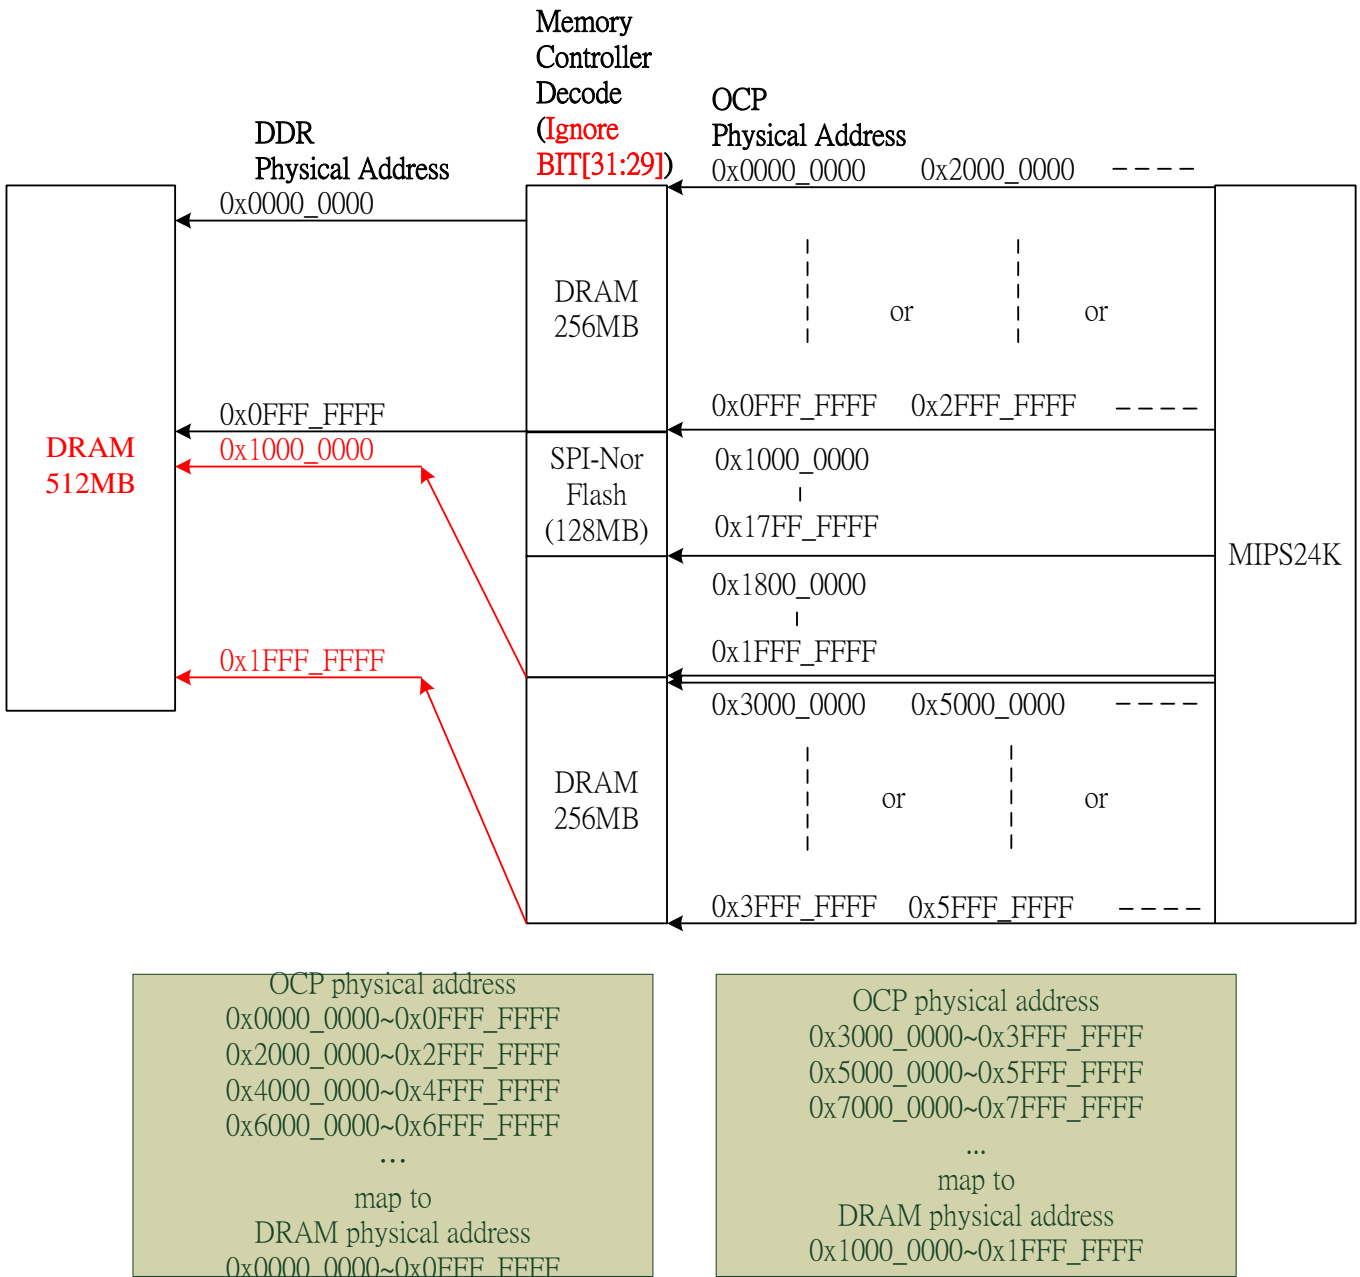 Memory
Controller
Decode
(Ignore
BIT[31:29])
OCP
Physical Address
DDR
Physical Address
0x0000_0000 0x2000_0000 ----
0x0000_0000
DRAM
256MB
or or
0x0FFF_FFFF 0x2FFF_FFFF ----
0x0FFF_FFFF
0x1000_0000
DRAM
512MB
SPI-Nor
Flash
(128MB)
0x1000_0000
0x17FF_FFFF
MIPS24K
0x1800_0000
0x1FFF_FFFF
0x1FFF_FFFF
0x3000_0000 0x5000_0000 ----
DRAM
256MB
or or
0x3FFF_FFFF 0x5FFF_FFFF ----
OCP physical address
0x0000_0000~0x0FFF_FFFF
0x2000_0000~0x2FFF_FFFF
0x4000_0000~0x4FFF_FFFF
0x6000_0000~0x6FFF_FFFF
...
map to
DRAM physical address
0x0000_0000~0x0FFF_FFFF
OCP physical address
0x3000_0000~0x3FFF_FFFF
0x5000_0000~0x5FFF_FFFF
0x7000_0000~0x7FFF_FFFF
...
map to
DRAM physical address
0x1000_0000~0x1FFF_FFFF